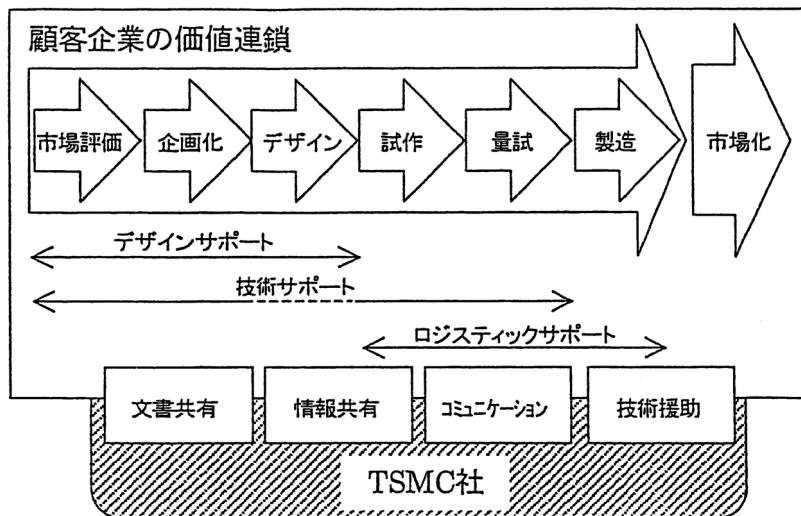 顧客企業の価値連鎖
市場評価
企画化
デザイン
試作
量試
製造
市場化
デザインサポート
技術サポート
ロジスティックサポート
文書共有
情報共有
コミュニケーション
技術援助
TSMC社